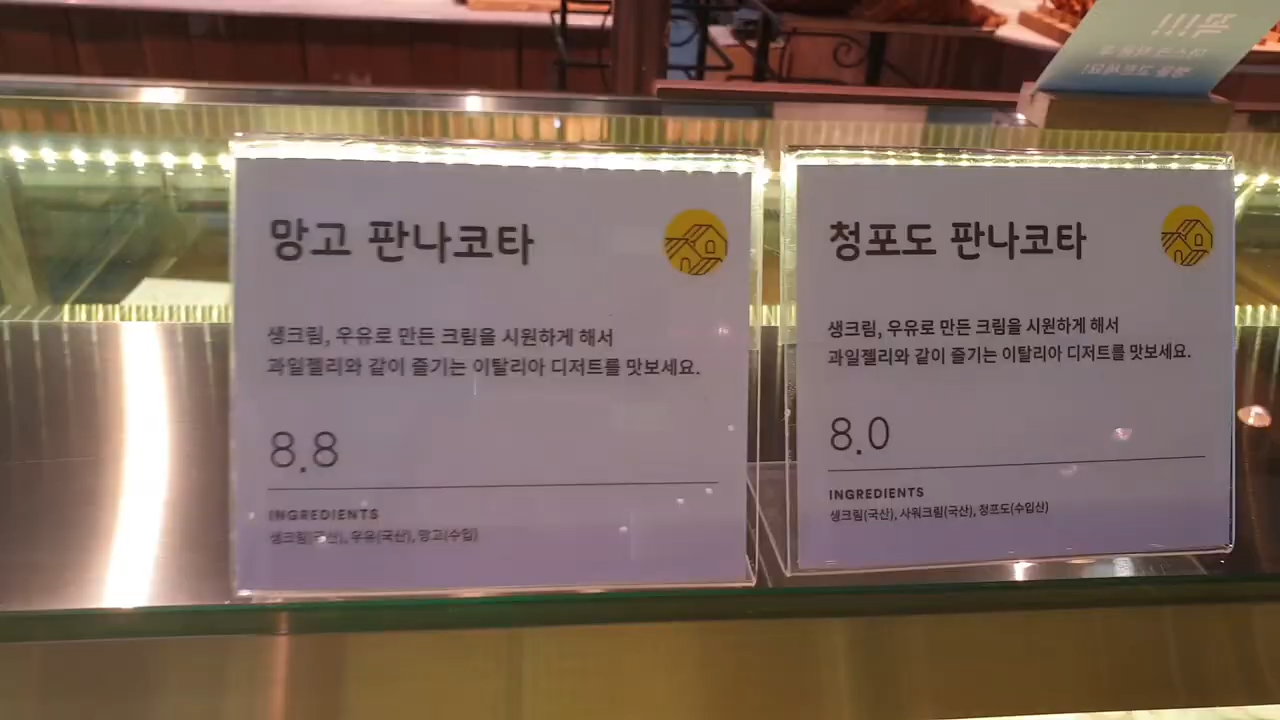 망고 판나코타
생크림, 우유로 만든 크림을 시원하게 해서
과일젤리와 같이 즐기는 이탈리아 디저트를 맛보세요.
8.8
INGREDIENTS
생크림(국산), 우유(국산), 망고(수입)
청포도 판나코타
생크림, 우유로 만든 크림을 시원하게 해서
과일젤리와 같이 즐기는 이탈리아 디저트를 맛보세요.
8.0
INGREDIENTS
생크림(국산), 사워크림(국산), 청포도(수입산)